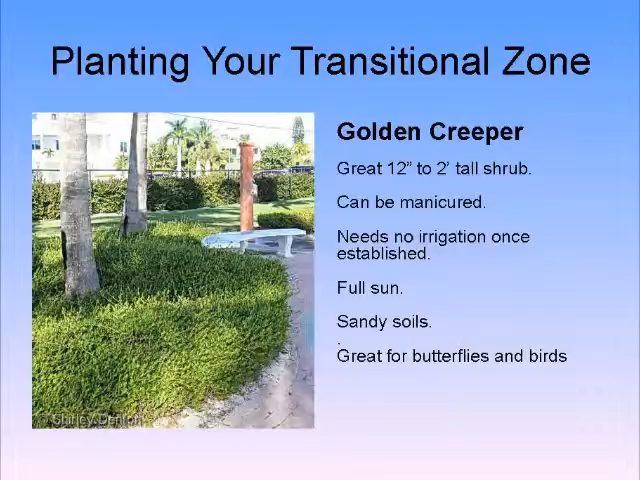 Planting Your Transitional Zone
Golden Creeper
Great 12” to 2’ tall shrub.
Can be manicured.
Needs no irrigation once
established.
Full sun.
Sandy soils.
.
Great for butterflies and birds
© Shirley Denton